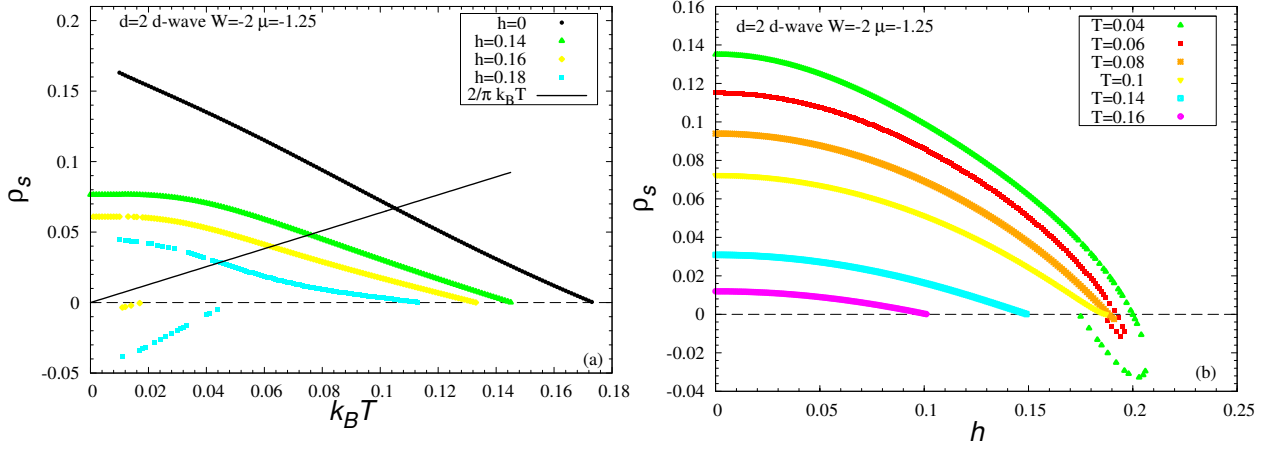 d=2 d-wave W=−2 μ=−1.25
h=0
h=0.14
h=0.16
h=0.18
2/π k_BT
0.2
0.15
0.1
0.05
0
-0.05
ρ_s
0 0.02 0.04 0.06 0.08 0.1 0.12 0.14 0.16 0.18
k_BT
(a)
d=2 d-wave W=−2 μ=−1.25
T=0.04
T=0.06
T=0.08
T=0.1
T=0.14
T=0.16
0.16
0.14
0.12
0.1
0.08
0.06
0.04
0.02
0
-0.02
-0.04
ρ_s
0 0.05 0.1 0.15 0.2 0.25
h
(b)